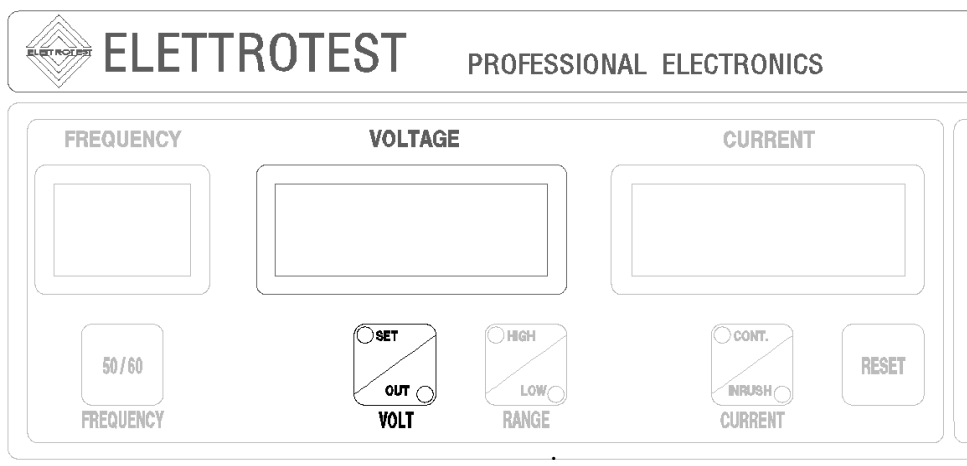 ELETTROTEST
ELETTROTEST PROFESSIONAL ELECTRONICS
FREQUENCY VOLTAGE CURRENT
SET HIGH CONT.
50/60 RESET
OUT LOW INRUSH
FREQUENCY VOLT RANGE CURRENT